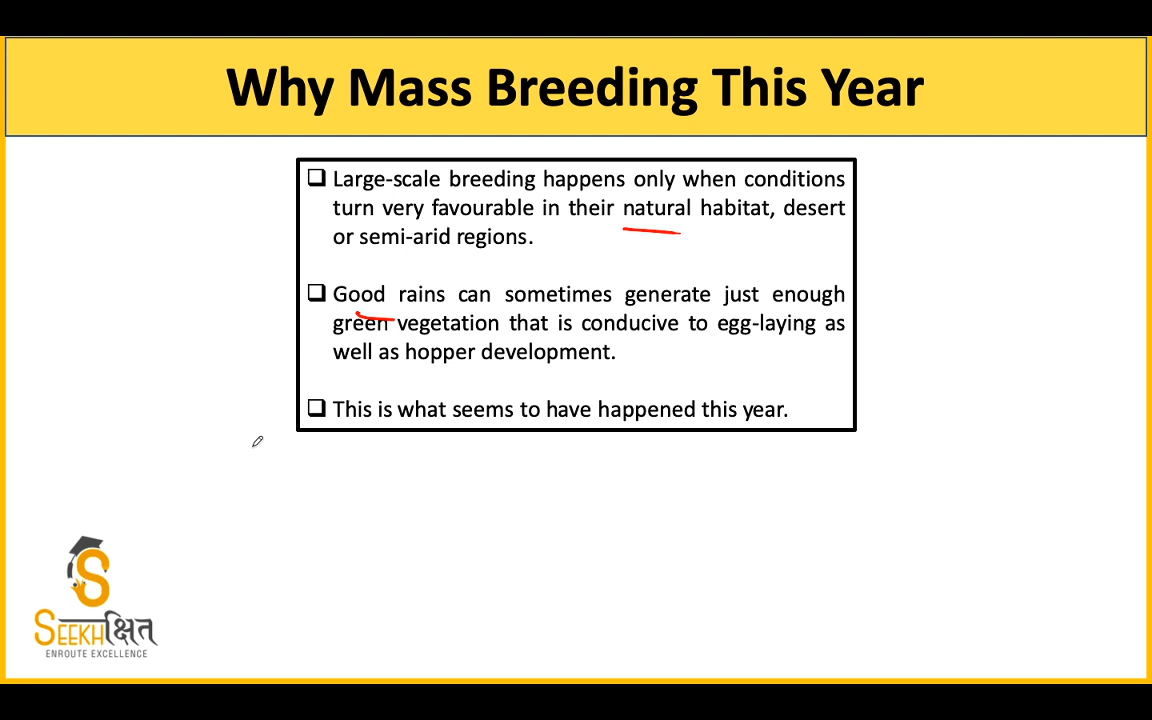 Why Mass Breeding This Year
Large-scale breeding happens only when conditions
turn very favourable in their natural habitat, desert
or semi-arid regions.
Good rains can sometimes generate just enough
green vegetation that is conducive to egg-laying as
well as hopper development.
This is what seems to have happened this year.
S
SEEKHक्षित
ENROUTE EXCELLENCE